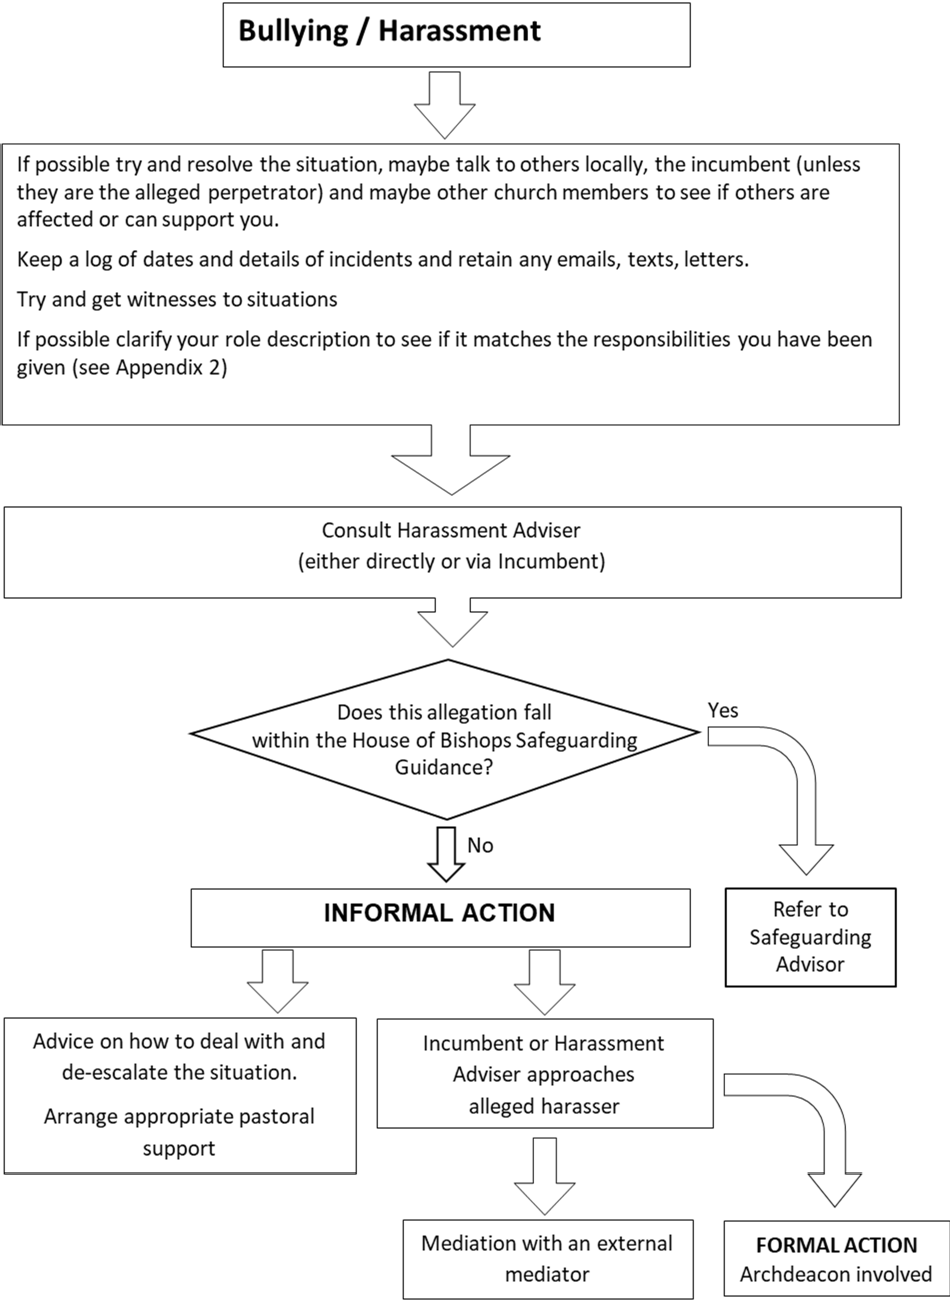 Bullying / Harassment
If possible try and resolve the situation, maybe talk to others locally, the incumbent (unless
they are the alleged perpetrator) and maybe other church members to see if others are
affected or can support you.
Keep a log of dates and details of incidents and retain any emails, texts, letters.
Try and get witnesses to situations
If possible clarify your role description to see if it matches the responsibilities you have been
given (see Appendix 2)
Consult Harassment Adviser
(either directly or via Incumbent)
Does this allegation fall
within the House of Bishops Safeguarding
Guidance?
Yes
No
INFORMAL ACTION
Refer to
Safeguarding
Advisor
Advice on how to deal with and
de-escalate the situation.
Arrange appropriate pastoral
support
Incumbent or Harassment
Adviser approaches
alleged harasser
Mediation with an external
mediator
FORMAL ACTION
Archdeacon involved